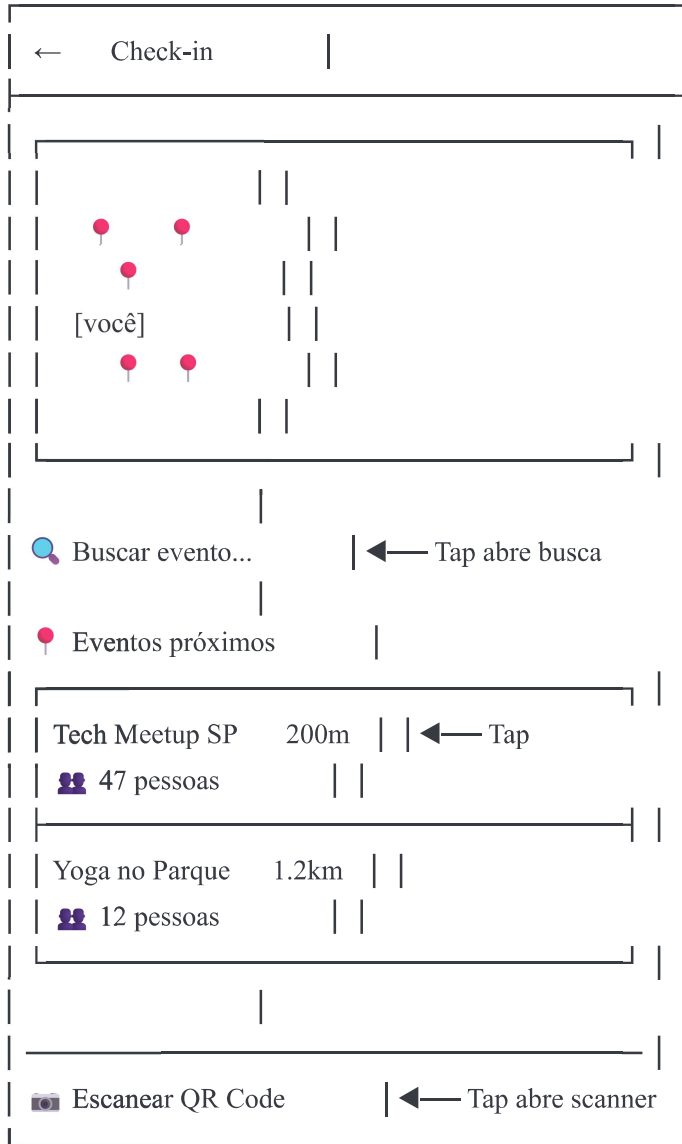 ← Check-in
[você]
🔍 Buscar evento...
Tap abre busca
📍 Eventos próximos
Tech Meetup SP 200m
Tap
👥 47 pessoas
Yoga no Parque 1.2km
👥 12 pessoas
📷 Escanear QR Code
Tap abre scanner